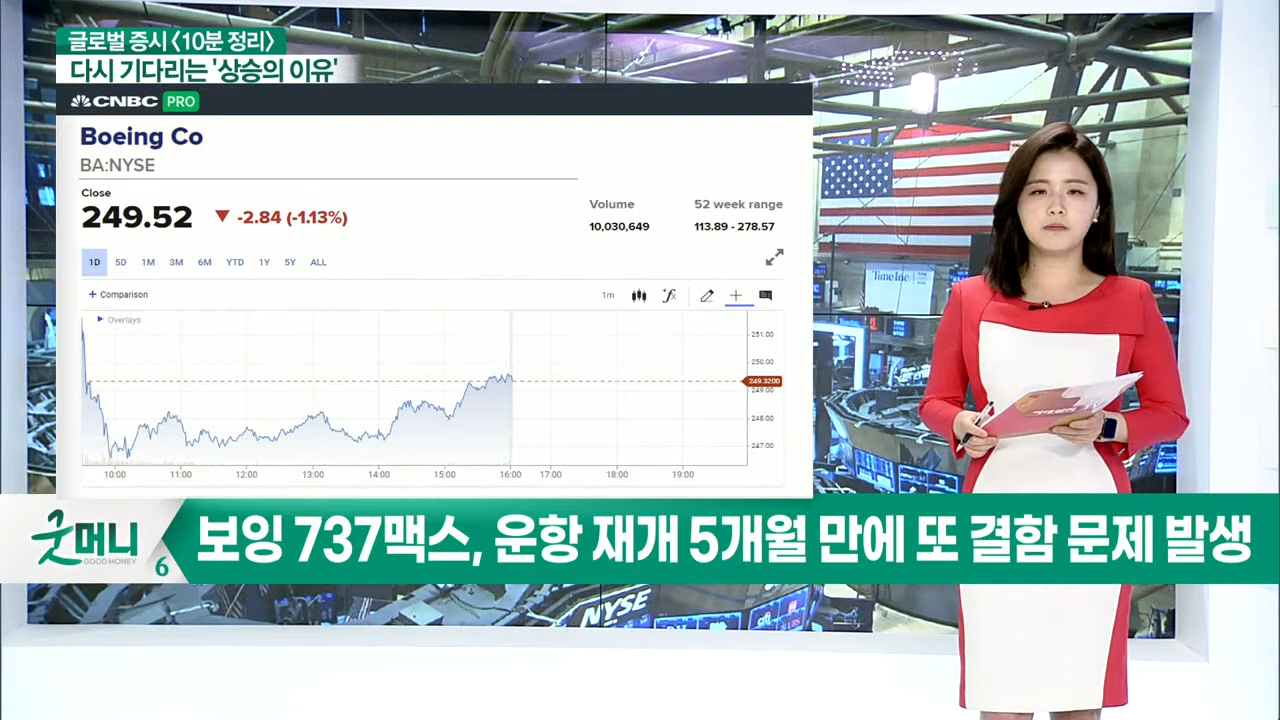 글로벌 증시 <10분 정리>
다시 기다리는 '상승의 이유'
CNBC PRO
Boeing Co
BA:NYSE
Close
249.52 ▼ -2.84 (-1.13%)
Volume
10,030,649
52 week range
113.89 - 278.57
1D 5D 1M 3M 6M YTD 1Y 5Y ALL
+ Comparison
1m
Overlays
251.00
250.00
249.3200
249.00
248.00
247.00
10:00 11:00 12:00 13:00 14:00 15:00 16:00 17:00 18:00 19:00
Time Inc.
굿머니
GOOD MONEY
6
보잉 737맥스, 운항 재개 5개월 만에 또 결함 문제 발생
NYSE